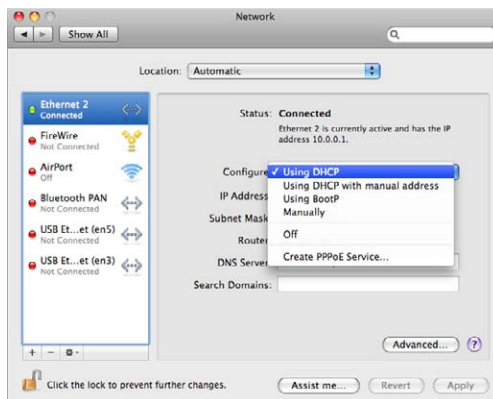 Network
Show All
Location: Automatic
Ethernet 2
Connected
FireWire
Not Connected
AirPort
Off
Bluetooth PAN
Not Connected
USB Et...et (en5)
Not Connected
USB Et...et (en3)
Not Connected
Status: Connected
Ethernet 2 is currently active and has the IP
address 10.0.0.1.
Configure ✓ Using DHCP
Using DHCP with manual address
IP Address
Using BootP
Manually
Subnet Mask
Off
Router
Create PPPoE Service...
DNS Server
Search Domains:
Advanced... ?
Click the lock to prevent further changes.
Assist me... Revert Apply